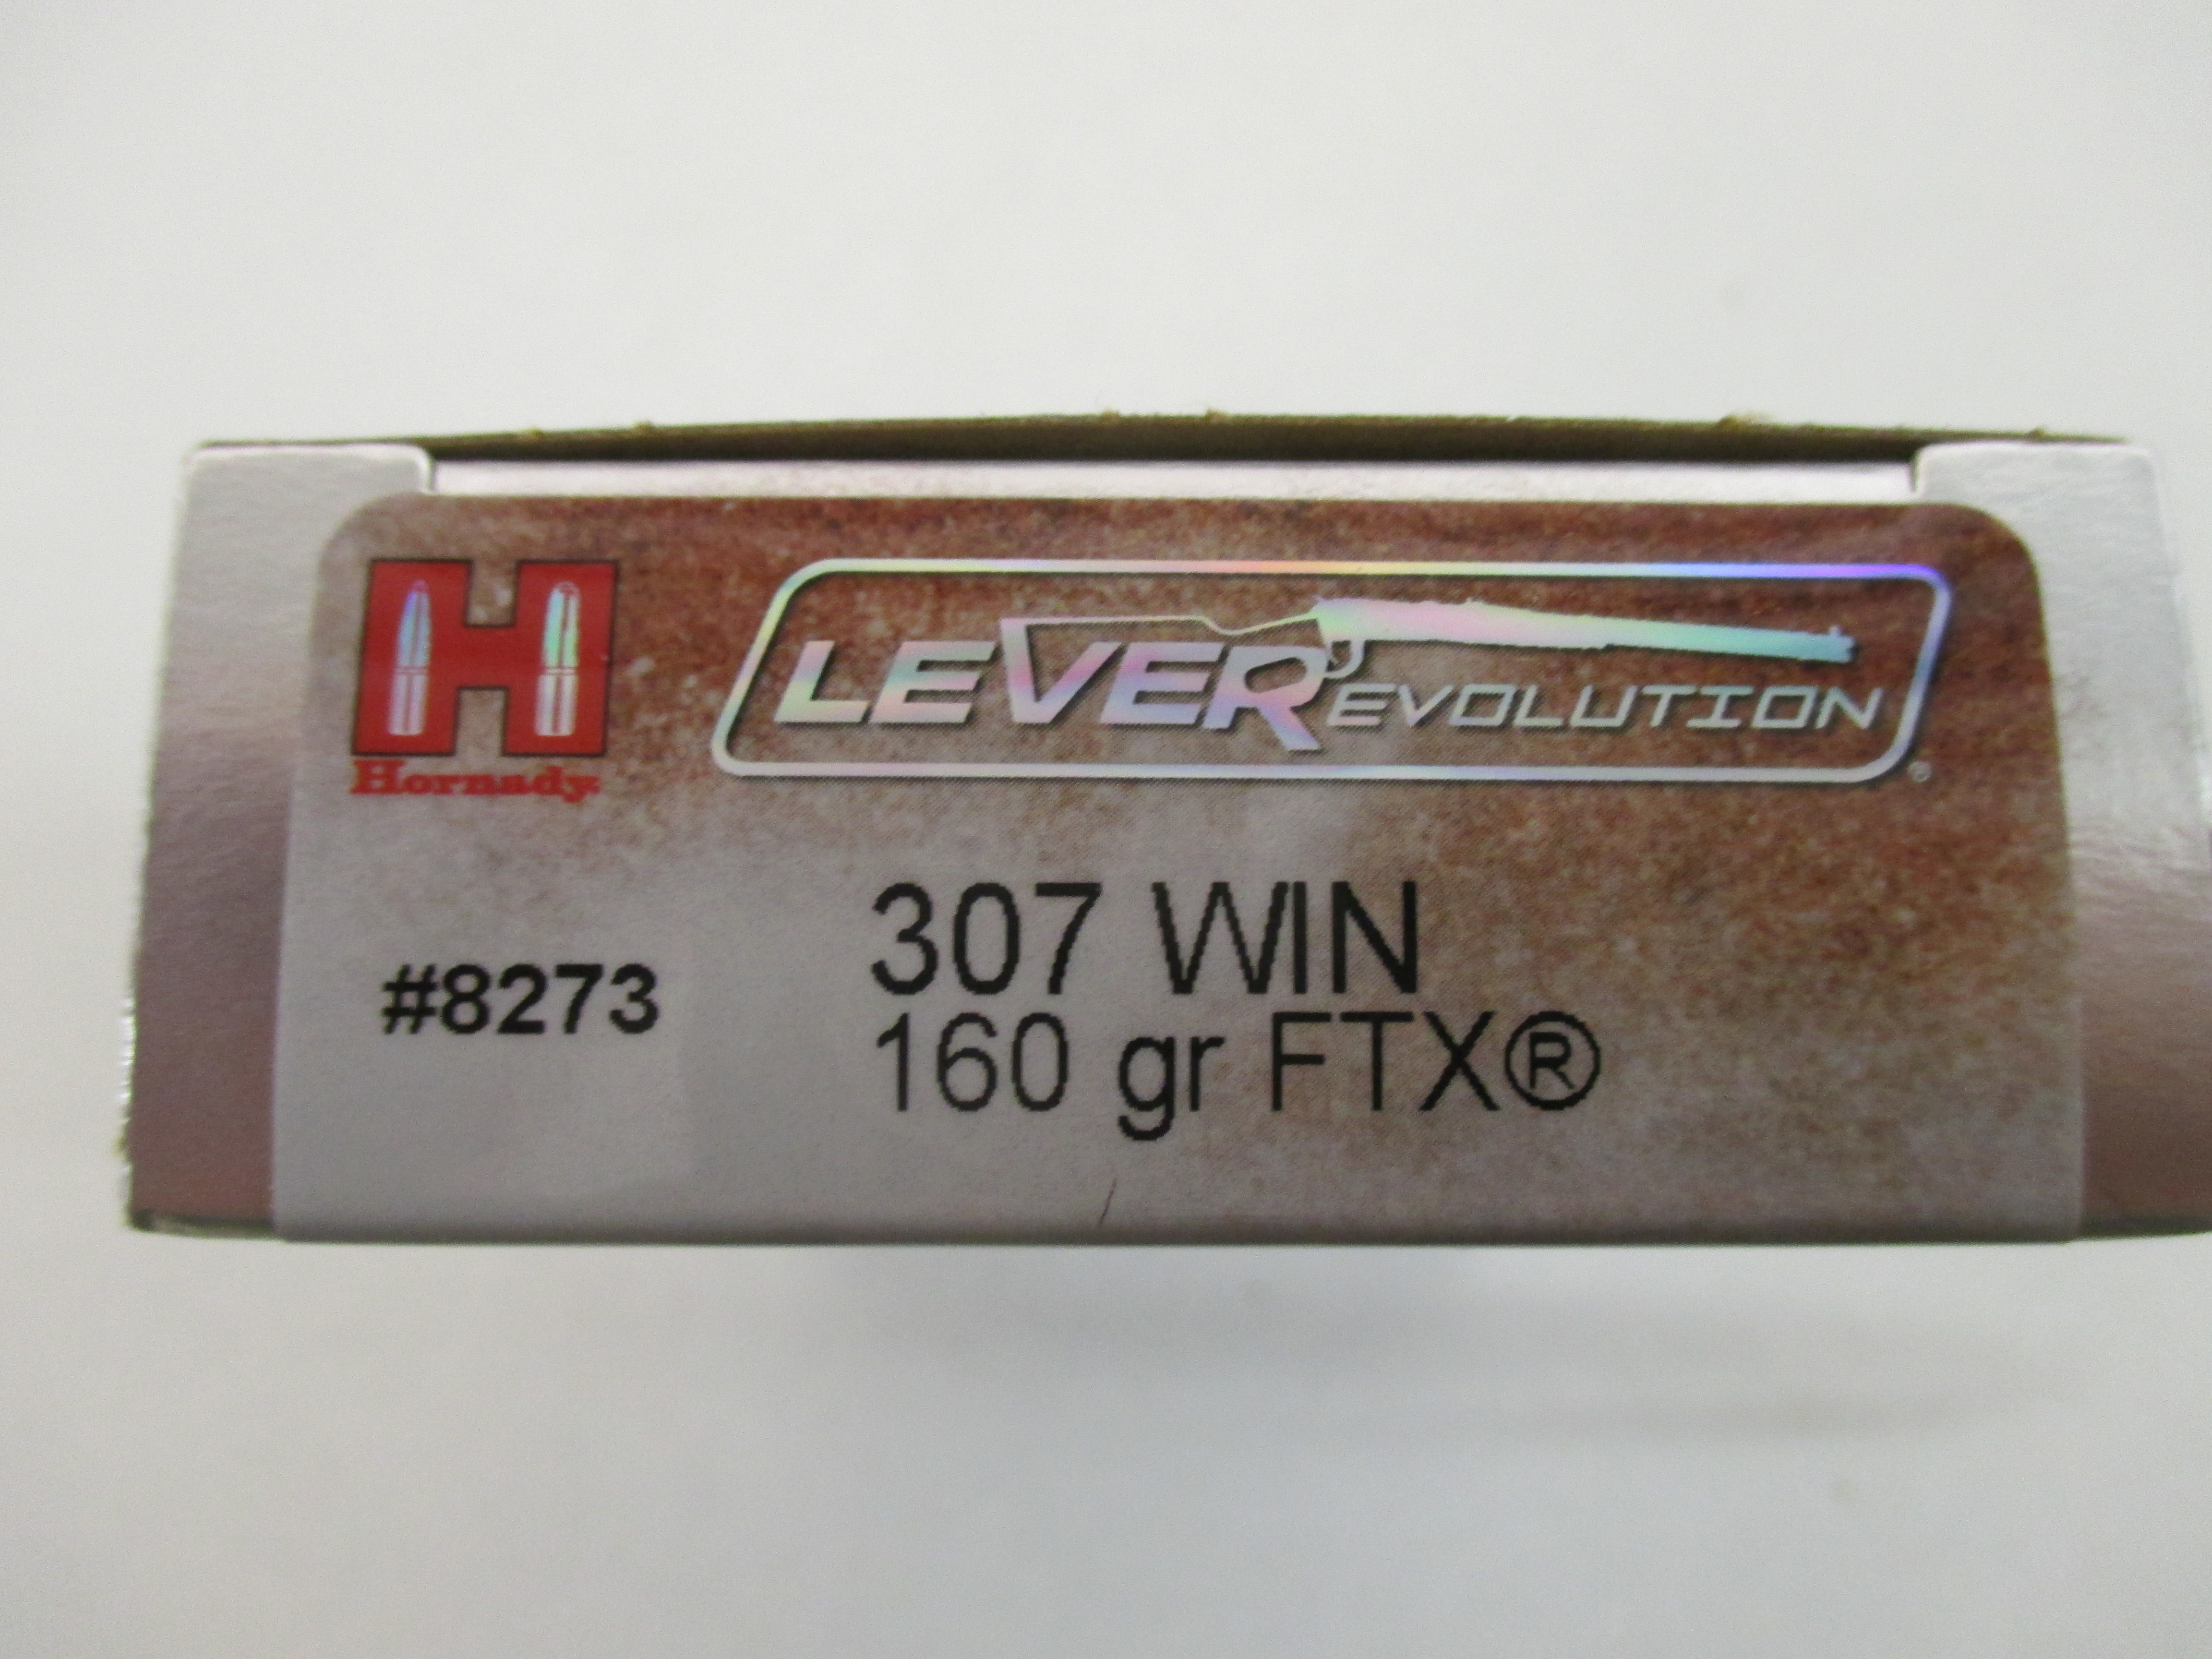 Hornady
LEVEREVOLUTION®
#8273
307 WIN
160 gr FTX®